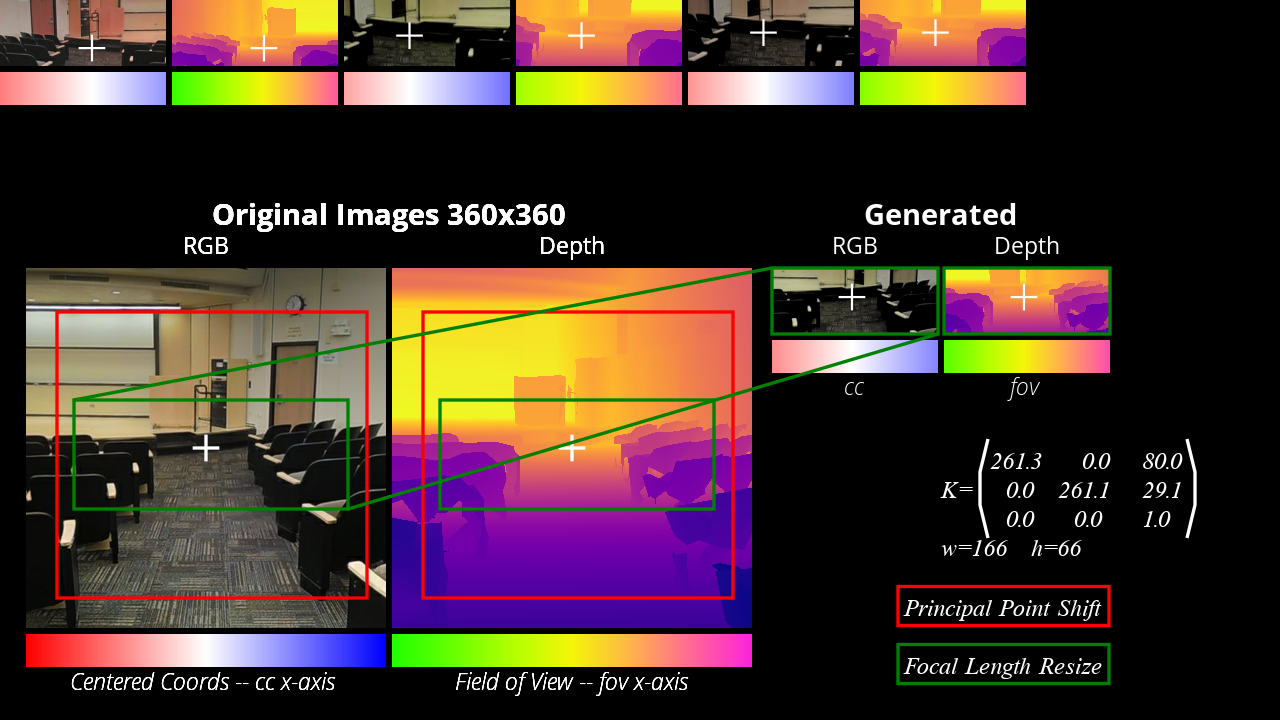 Original Images 360x360
Generated
RGB
Depth
RGB
Depth
cc
fov
K=
261.3 0.0 80.0
0.0 261.1 29.1
0.0 0.0 1.0
w=166 h=66
Principal Point Shift
Focal Length Resize
Centered Coords -- cc x-axis
Field of View -- fov x-axis